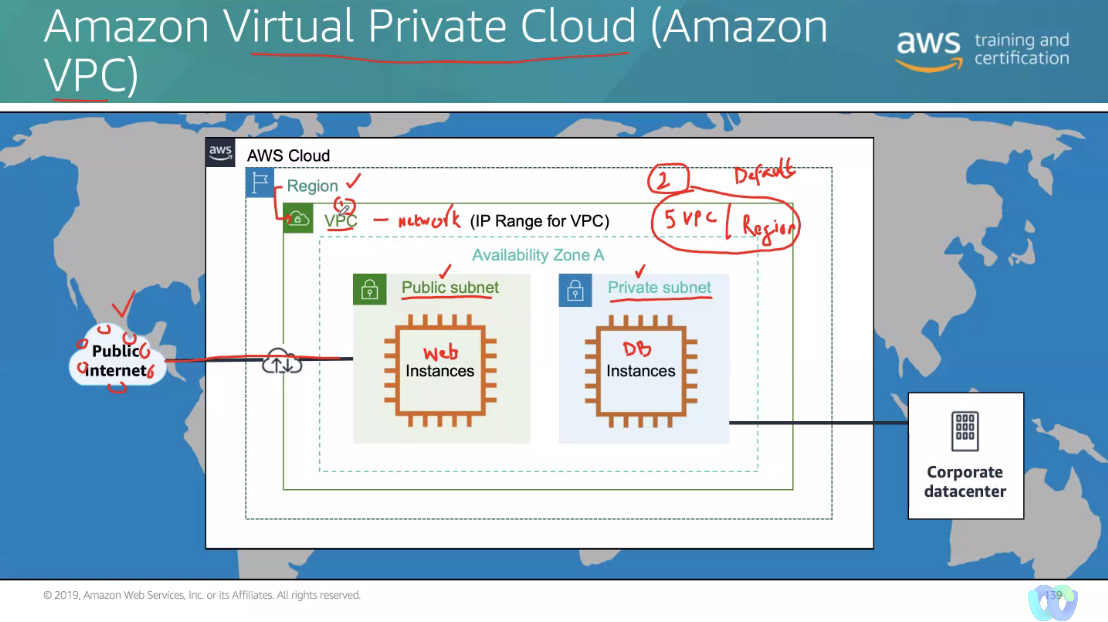 Amazon Virtual Private Cloud (Amazon
VPC)
aws training and
certification
aws
AWS Cloud
Region
2
Default
VPC - network (IP Range for VPC)
5 VPC / Region
Availability Zone A
Public subnet
Private subnet
Web
Instances
DB
Instances
Public
internet
Corporate
datacenter
© 2019, Amazon Web Services, Inc. or its Affiliates. All rights reserved.
139